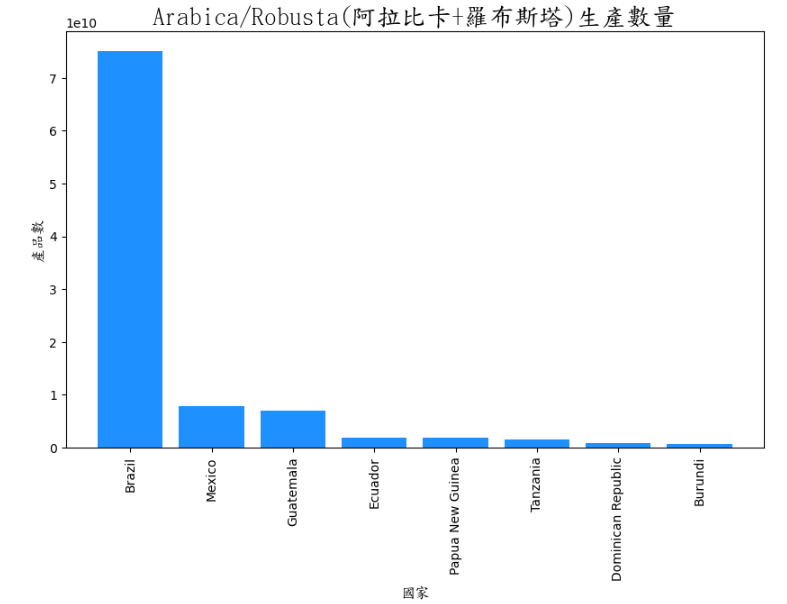 Arabica/Robusta(阿拉比卡+羅布斯塔)生產數量
1e10
7
6
5
4
3
2
1
0
產品數
Brazil
Mexico
Guatemala
Ecuador
Papua New Guinea
Tanzania
Dominican Republic
Burundi
國家